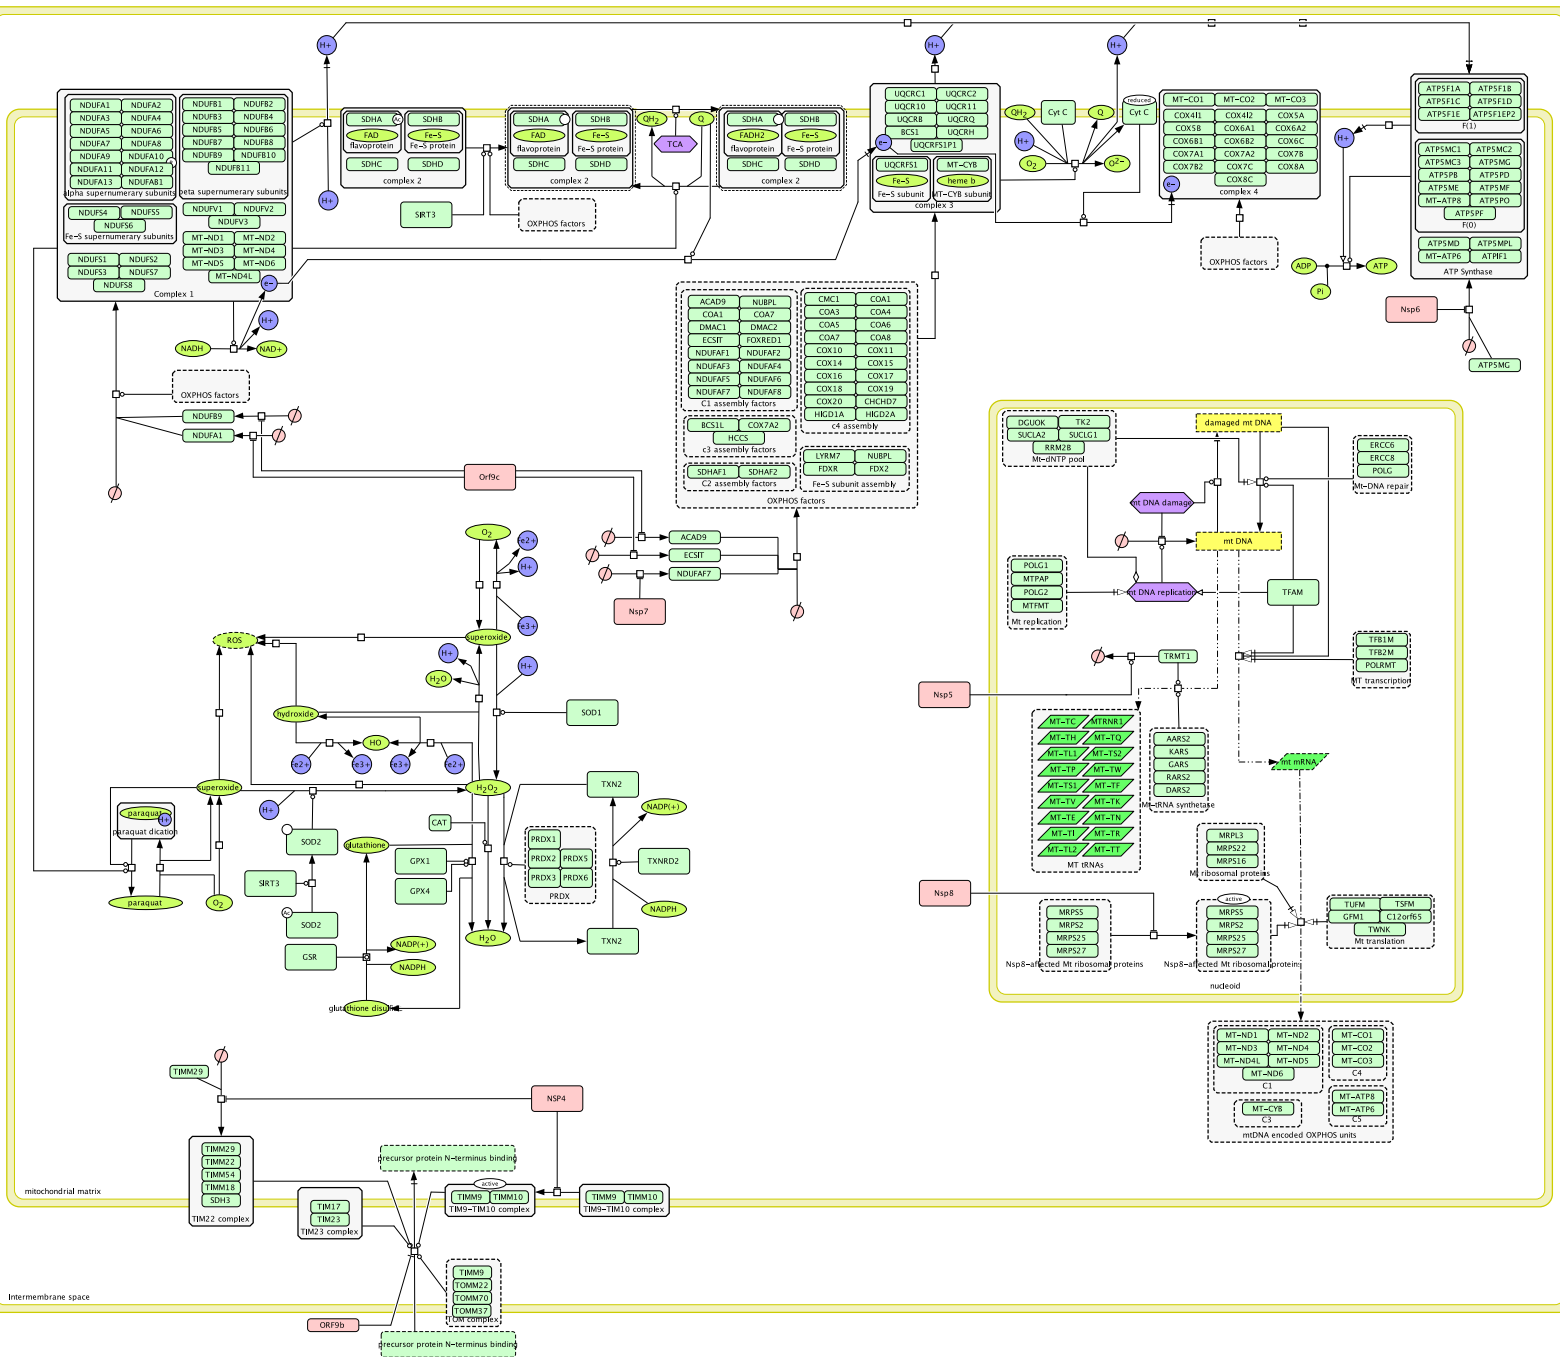 H+
H+
H+
NDUFA1 NDUFA2
NDUFA3 NDUFA4
NDUFA5 NDUFA6
NDUFA7 NDUFA8
NDUFA9 NDUFA10
NDUFA11 NDUFA12
NDUFA13 NDUFAB1
alpha supernumerary subunits
NDUFB1 NDUFB2
NDUFB3 NDUFB4
NDUFB5 NDUFB6
NDUFB7 NDUFB8
NDUFB9 NDUFB10
NDUFB11
beta supernumerary subunits
NDUFS4 NDUFS5
NDUFS6
Fe-S supernumerary subunits
NDUFV1 NDUFV2
NDUFV3
MT-ND1 MT-ND2
MT-ND3 MT-ND4
MT-ND5 MT-ND6
MT-ND4L
NDUFS1 NDUFS2
NDUFS3 NDUFS7
NDUFS8
Complex 1
e-
H+
H+
NADH
NAD+
OXPHOS factors
NDUFB9
NDUFA1
SDHA
Ac
SDHB
FAD
Fe-S
flavoprotein
Fe-S protein
SDHC SDHD
complex 2
SIRT3
OXPHOS factors
SDHA SDHB
FAD
Fe-S
flavoprotein
Fe-S protein
SDHC SDHD
complex 2
QH2
Q
TCA
SDHA SDHB
FADH2
Fe-S
flavoprotein
Fe-S protein
SDHC SDHD
complex 2
UQCRC1 UQCRC2
UQCR10 UQCR11
UQCRB UQCRQ
BCS1 UQCRH
UQCRFS1P1
e-
UQCRFS1
Fe-S
Fe-S subunit
MT-CYB
heme b
MT-CYB subunit
complex 3
QH2
Cyt C
Q
reduced
Cyt C
H+
O2
O2-
MT-CO1 MT-CO2 MT-CO3
COX4I1 COX4I2 COX5A
COX5B COX6A1 COX6A2
COX6B1 COX6B2 COX6C
COX7A1 COX7A2 COX7B
COX7B2 COX7C COX8A
COX8C
e-
complex 4
OXPHOS factors
H+
ADP
Pi
ATP
ATP5F1A ATP5F1B
ATP5F1C ATP5F1D
ATP5F1E ATP5F1EP2
F(1)
ATP5MC1 ATP5MC2
ATP5MC3 ATP5MG
ATP5PB ATP5PD
ATP5ME ATP5MF
MT-ATP8 ATP5PO
ATP5PF
F(0)
ATP5MD ATP5MPL
MT-ATP6 ATPIF1
ATP Synthase
Nsp6
ATP5MG
ACAD9 NUBPL
COA1 COA7
DMAC1 DMAC2
ECSIT FOXRED1
NDUFAF1 NDUFAF2
NDUFAF3 NDUFAF4
NDUFAF5 NDUFAF6
NDUFAF7 NDUFAF8
C1 assembly factors
BCS1L COX7A2
HCCS
c3 assembly factors
SDHAF1 SDHAF2
C2 assembly factors
CMC1 COA1
COA3 COA4
COA5 COA6
COA7 COA8
COX10 COX11
COX14 COX15
COX16 COX17
COX18 COX19
COX20 CHCHD7
HIGD1A HIGD2A
c4 assembly
LYRM7 NUBPL
FDXR FDX2
Fe-S subunit assembly
OXPHOS factors
Orf9c
ACAD9
ECSIT
NDUFAF7
Nsp7
DGUOK TK2
SUCLA2 SUCLG1
RRM2B
Mt-dNTP pool
damaged mt DNA
ERCC6
ERCC8
POLG
Mt-DNA repair
mt DNA damage
mt DNA
POLG1
MTPAP
POLG2
MTFMT
Mt replication
mt DNA replication
TFAM
TRMT1
TFB1M
TFB2M
POLRMT
MT transcription
Nsp5
MT-TC MTRNR1
MT-TH MT-TQ
MT-TL1 MT-TS2
MT-TP MT-TW
MT-TS1 MT-TF
MT-TV MT-TK
MT-TE MT-TN
MT-TI MT-TR
MT-TL2 MT-TT
MT tRNAs
AARS2
KARS
GARS
RARS2
DARS2
Mt-tRNA synthetase
mt mRNA
MRPL3
MRPS22
MRPS16
Mt ribosomal proteins
Nsp8
MRPS5
MRPS2
MRPS25
MRPS27
Nsp8-affected Mt ribosomal proteins
active
MRPS5
MRPS2
MRPS25
MRPS27
Nsp8-affected Mt ribosomal proteins
TUFM TSFM
GFM1 C12orf65
TWNK
Mt translation
nucleoid
MT-ND1 MT-ND2
MT-ND3 MT-ND4
MT-ND4L MT-ND5
MT-ND6
C1
MT-CO1
MT-CO2
MT-CO3
C4
MT-CYB
C3
MT-ATP8
MT-ATP6
C5
mtDNA encoded OXPHOS units
O2
Fe2+
H+
Fe3+
superoxide
ROS
H+
H2O
H+
SOD1
hydroxide
HO
Fe2+
Fe3+
Fe3+
Fe2+
superoxide
H2O2
paraquat
H+
paraquat dication
paraquat
O2
H+
SOD2
SIRT3
Ac
SOD2
GSR
glutathione
CAT
GPX1
GPX4
PRDX1
PRDX2 PRDX5
PRDX3 PRDX6
PRDX
TXN2
NADP(+)
TXNRD2
NADPH
TXN2
H2O
NADP(+)
NADPH
glutathione disulfi
TIMM29
NSP4
TIMM29
TIMM22
TIMM54
TIMM18
SDH3
TIM22 complex
TIM17
TIM23
TIM23 complex
precursor protein N-terminus binding
active
TIMM9 TIMM10
TIM9-TIM10 complex
TIMM9 TIMM10
TIM9-TIM10 complex
mitochondrial matrix
TIMM9
TOMM22
TOMM70
TOMM37
TOM complex
Intermembrane space
ORF9b
precursor protein N-terminus binding